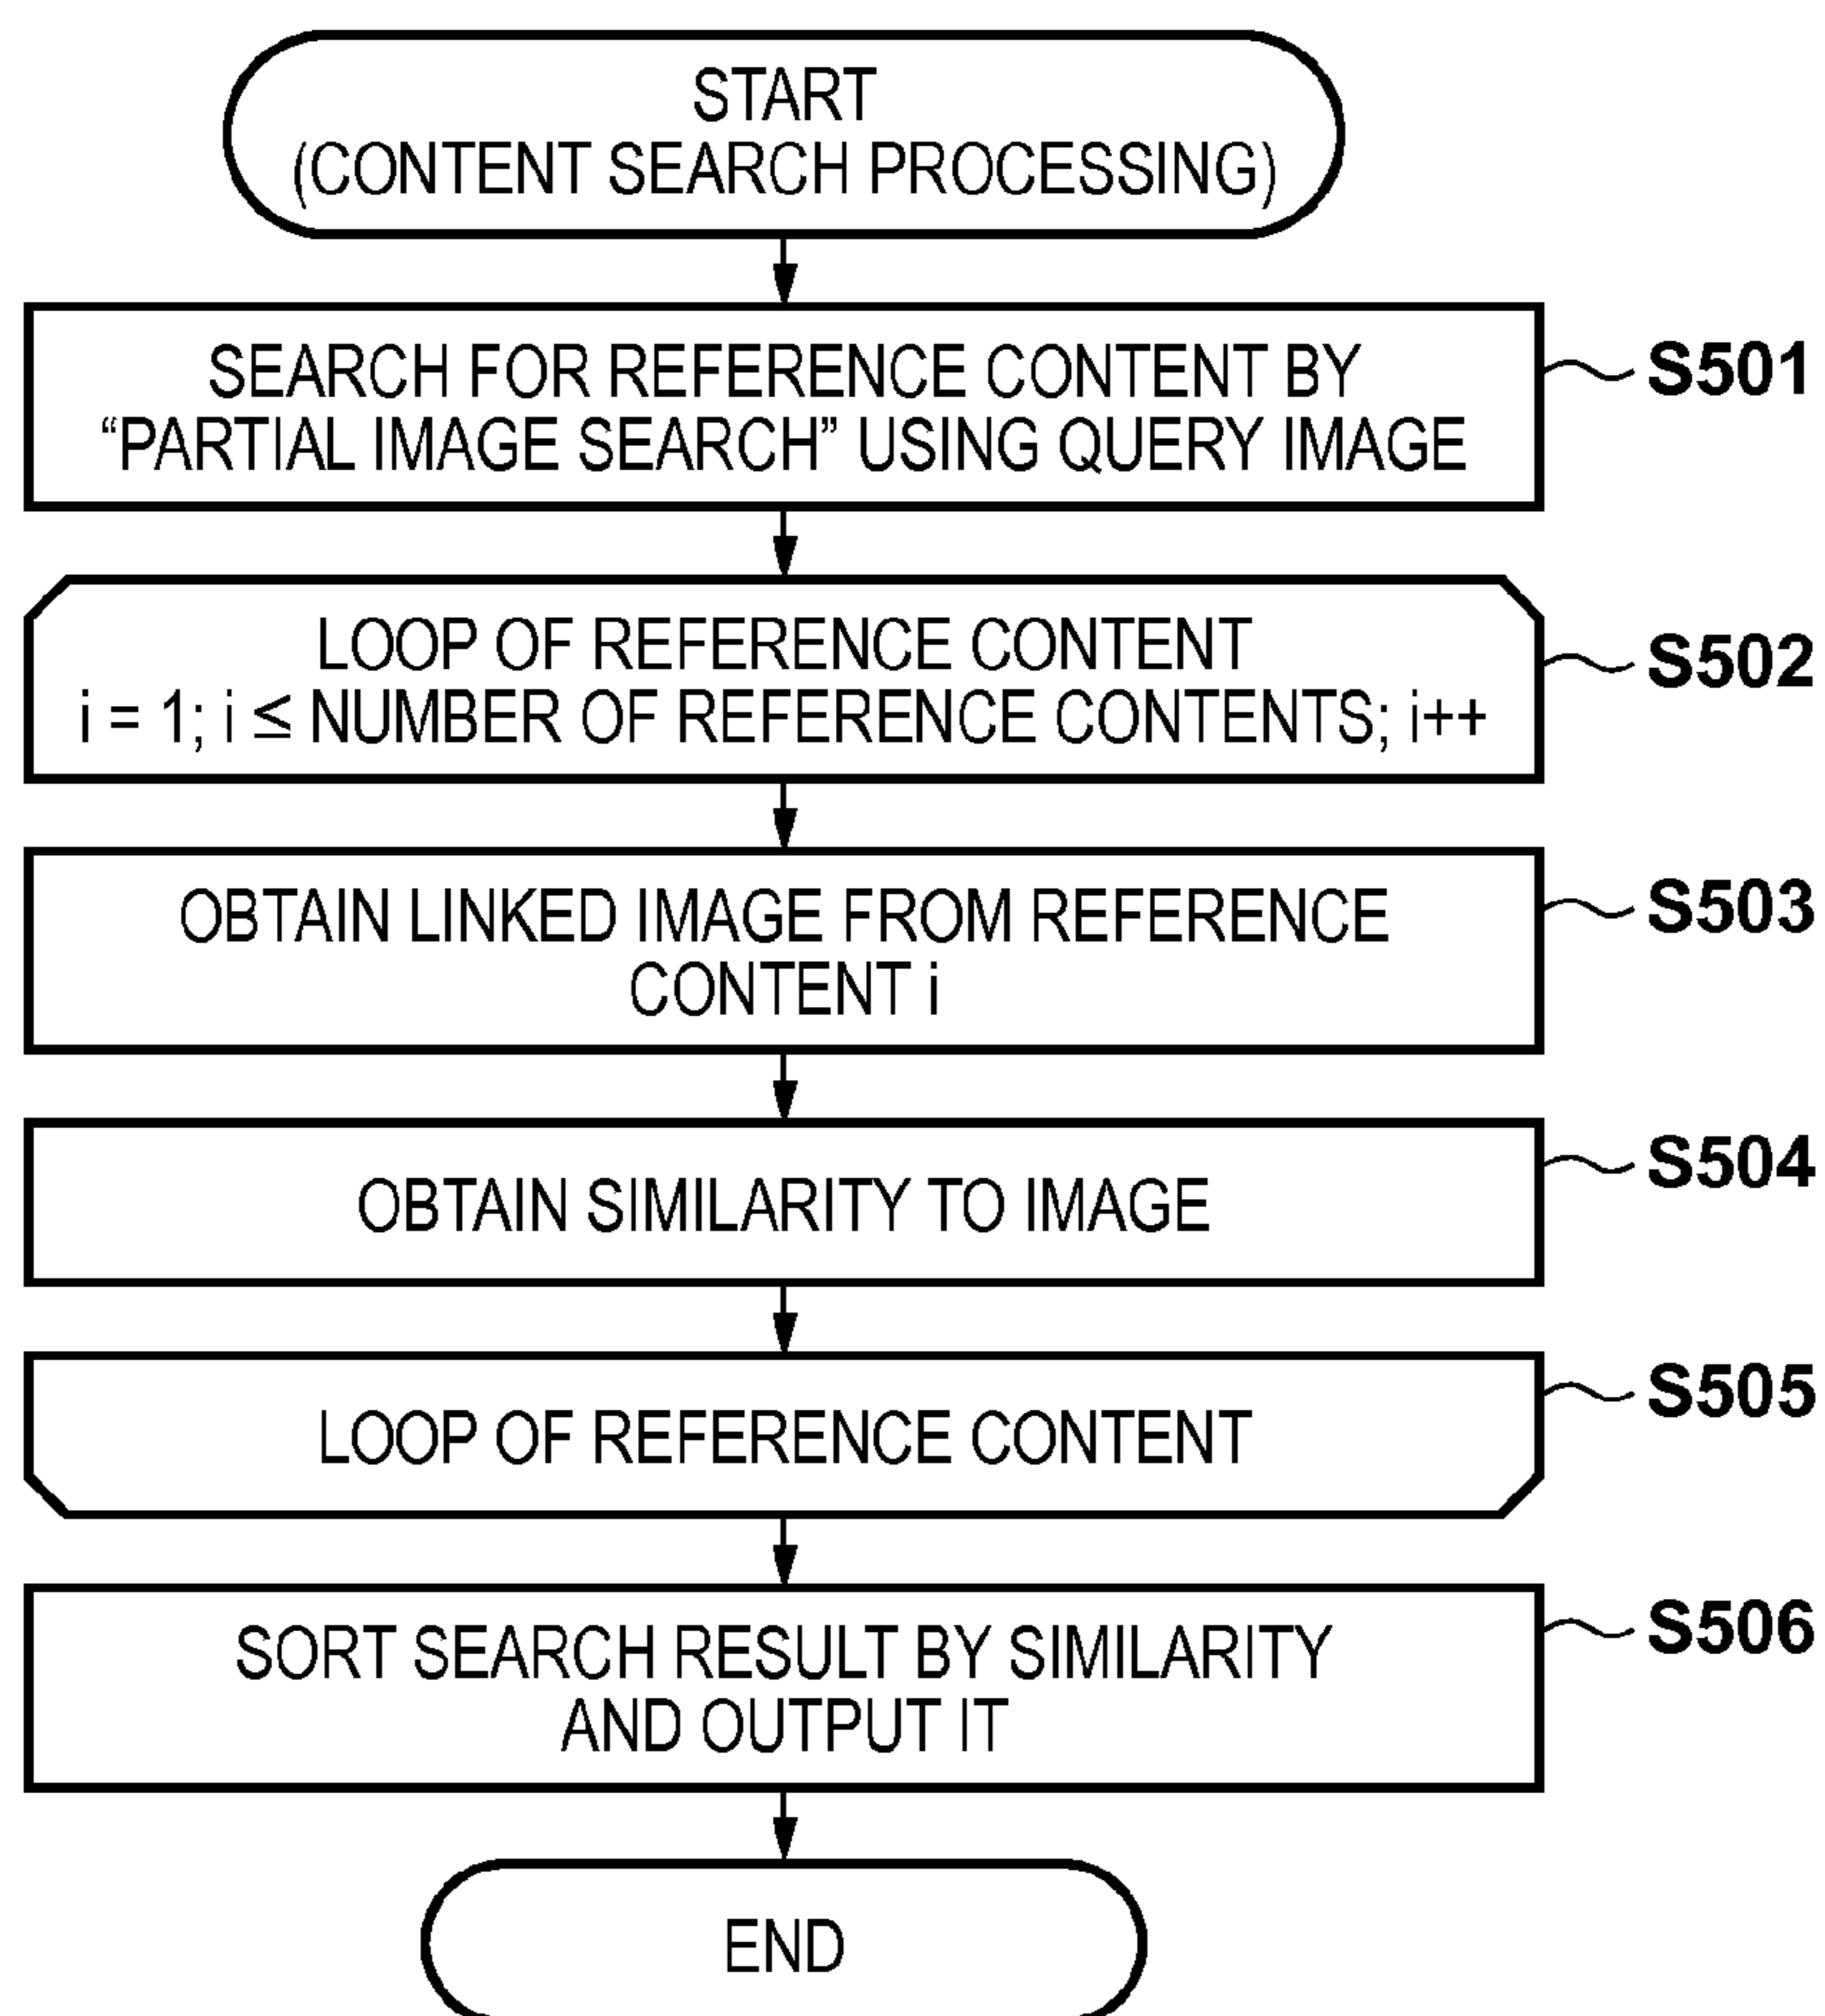 START
(CONTENT SEARCH PROCESSING)
SEARCH FOR REFERENCE CONTENT BY
“PARTIAL IMAGE SEARCH” USING QUERY IMAGE
S501
LOOP OF REFERENCE CONTENT
i = 1; i ≤ NUMBER OF REFERENCE CONTENTS; i++
S502
OBTAIN LINKED IMAGE FROM REFERENCE
CONTENT i
S503
OBTAIN SIMILARITY TO IMAGE
S504
LOOP OF REFERENCE CONTENT
S505
SORT SEARCH RESULT BY SIMILARITY
AND OUTPUT IT
S506
END